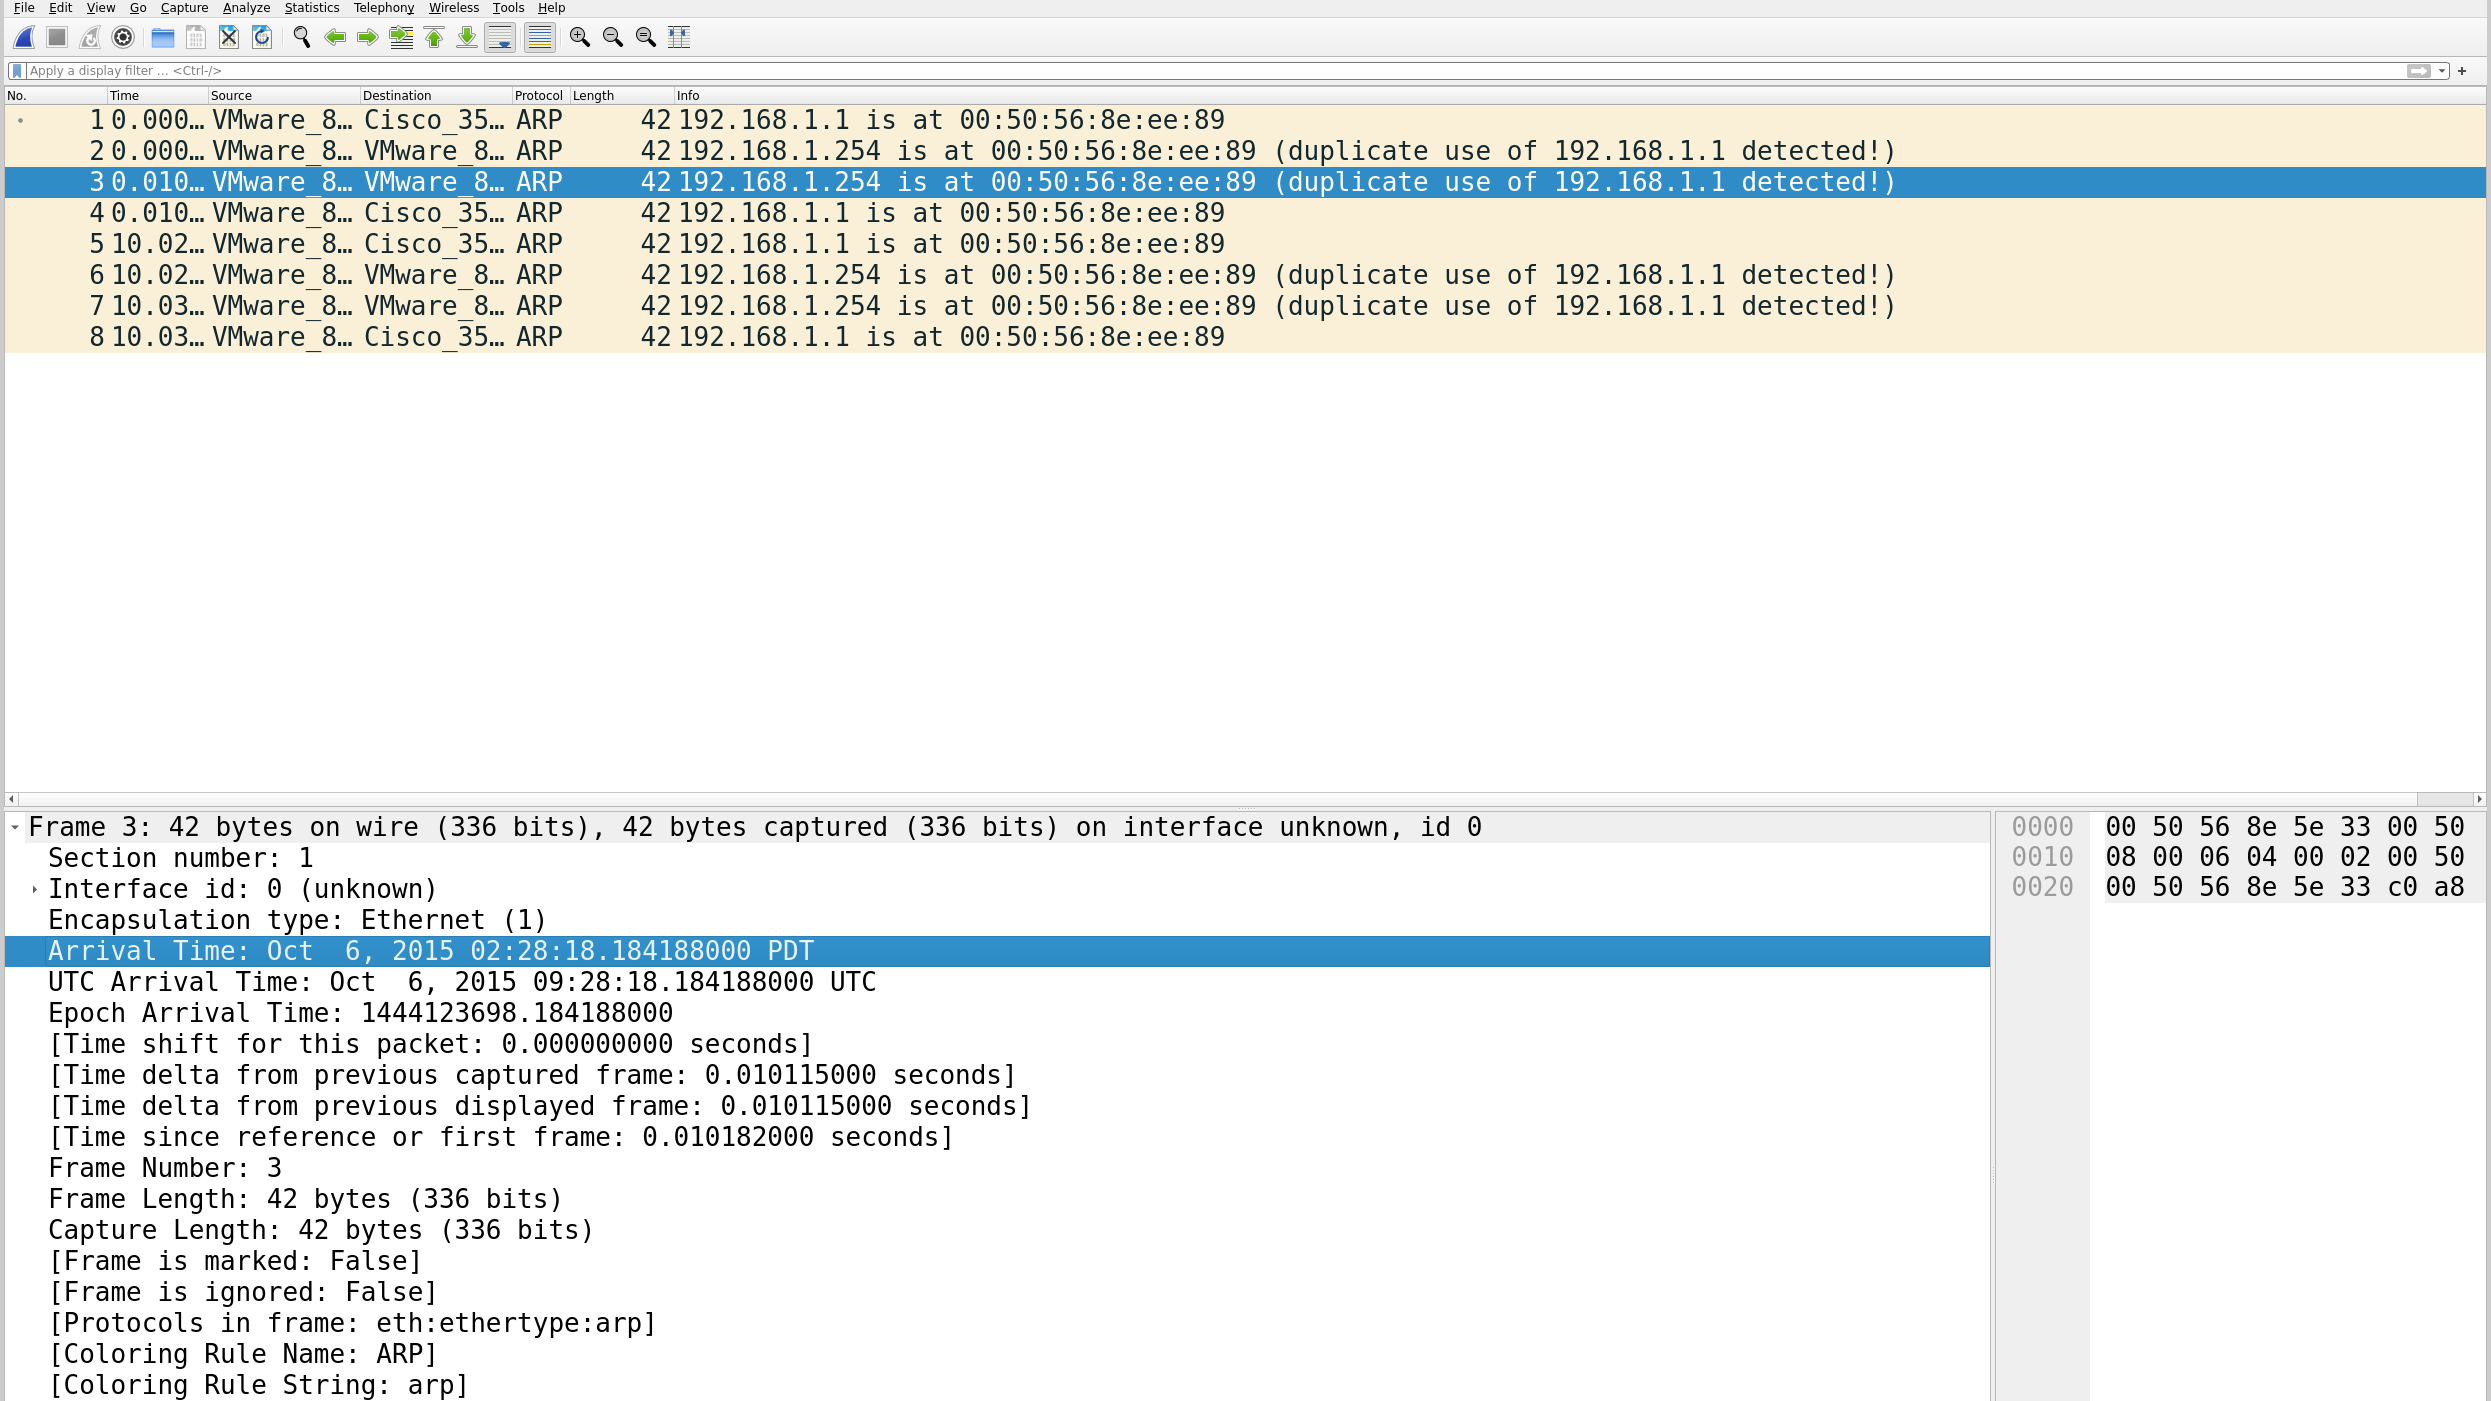 File Edit View Go Capture Analyze Statistics Telephony Wireless Tools Help
Apply a display filter ... <Ctrl-/>
No. Time Source Destination Protocol Length Info
1 0.000… VMware_8… Cisco_35… ARP 42 192.168.1.1 is at 00:50:56:8e:ee:89
2 0.000… VMware_8… VMware_8… ARP 42 192.168.1.254 is at 00:50:56:8e:ee:89 (duplicate use of 192.168.1.1 detected!)
3 0.010… VMware_8… VMware_8… ARP 42 192.168.1.254 is at 00:50:56:8e:ee:89 (duplicate use of 192.168.1.1 detected!)
4 0.010… VMware_8… Cisco_35… ARP 42 192.168.1.1 is at 00:50:56:8e:ee:89
5 10.02… VMware_8… Cisco_35… ARP 42 192.168.1.1 is at 00:50:56:8e:ee:89
6 10.02… VMware_8… VMware_8… ARP 42 192.168.1.254 is at 00:50:56:8e:ee:89 (duplicate use of 192.168.1.1 detected!)
7 10.03… VMware_8… VMware_8… ARP 42 192.168.1.254 is at 00:50:56:8e:ee:89 (duplicate use of 192.168.1.1 detected!)
8 10.03… VMware_8… Cisco_35… ARP 42 192.168.1.1 is at 00:50:56:8e:ee:89
Frame 3: 42 bytes on wire (336 bits), 42 bytes captured (336 bits) on interface unknown, id 0
Section number: 1
Interface id: 0 (unknown)
Encapsulation type: Ethernet (1)
Arrival Time: Oct  6, 2015 02:28:18.184188000 PDT
UTC Arrival Time: Oct  6, 2015 09:28:18.184188000 UTC
Epoch Arrival Time: 1444123698.184188000
[Time shift for this packet: 0.000000000 seconds]
[Time delta from previous captured frame: 0.010115000 seconds]
[Time delta from previous displayed frame: 0.010115000 seconds]
[Time since reference or first frame: 0.010182000 seconds]
Frame Number: 3
Frame Length: 42 bytes (336 bits)
Capture Length: 42 bytes (336 bits)
[Frame is marked: False]
[Frame is ignored: False]
[Protocols in frame: eth:ethertype:arp]
[Coloring Rule Name: ARP]
[Coloring Rule String: arp]
0000 00 50 56 8e 5e 33 00 50
0010 08 00 06 04 00 02 00 50
0020 00 50 56 8e 5e 33 c0 a8